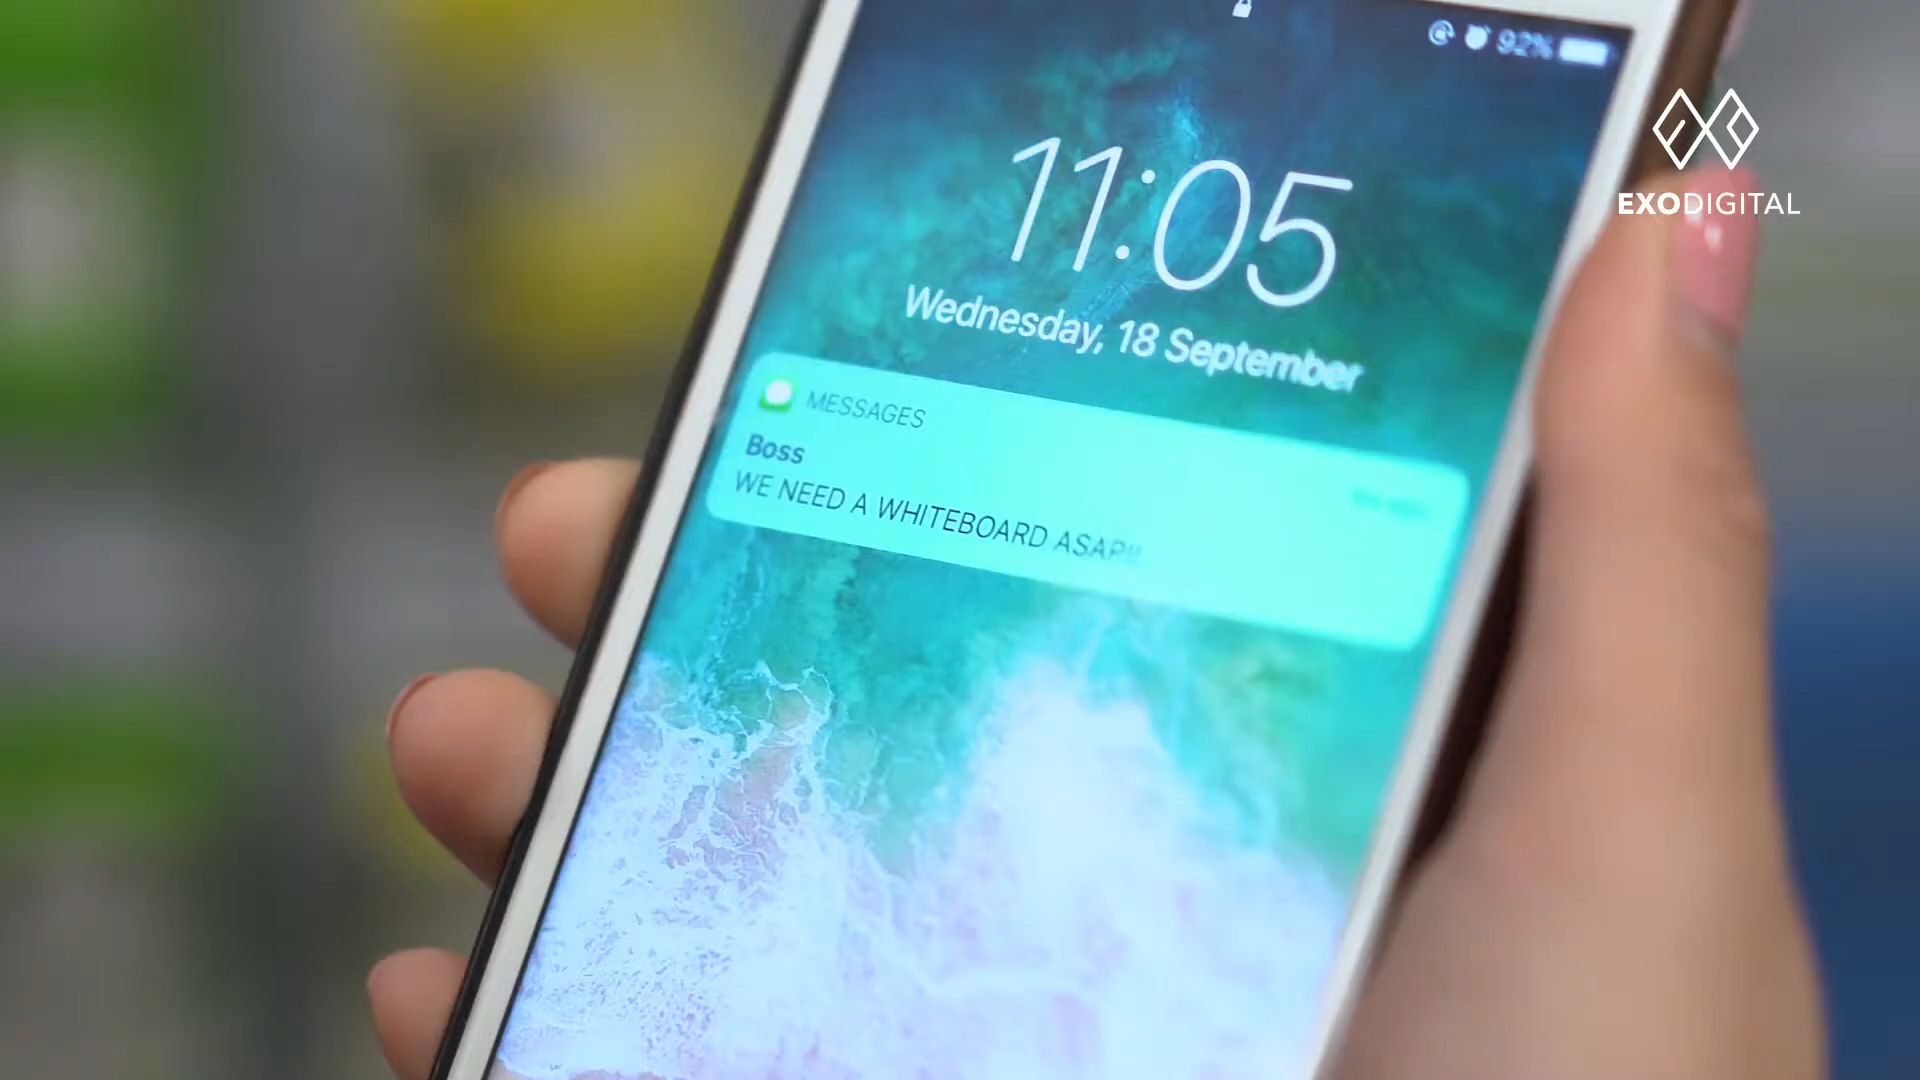 92%
EXODIGITAL
11:05
Wednesday, 18 September
MESSAGES
Boss
WE NEED A WHITEBOARD ASAP!!